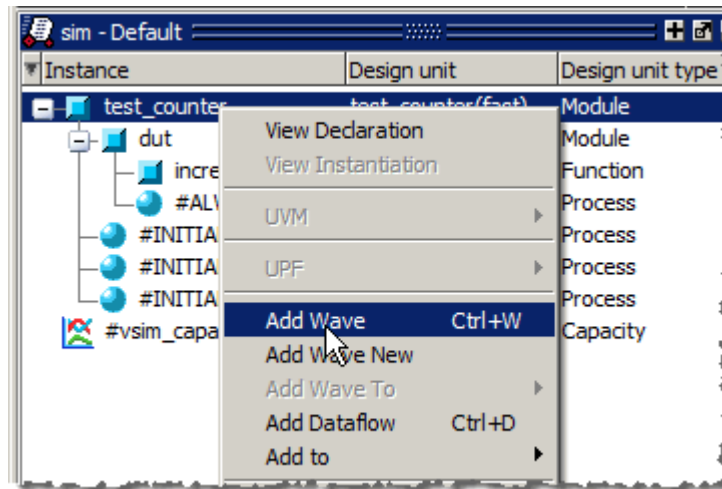 sim - Default
Instance Design unit Design unit type
test_counter test_counter(fast) Module
dut Module
incre Function
#ALW Process
#INITIA Process
#INITIA Process
#INITIA Process
#vsim_capa Capacity
View Declaration
View Instantiation
UVM
UPF
Add Wave Ctrl+W
Add Wave New
Add Wave To
Add Dataflow Ctrl+D
Add to